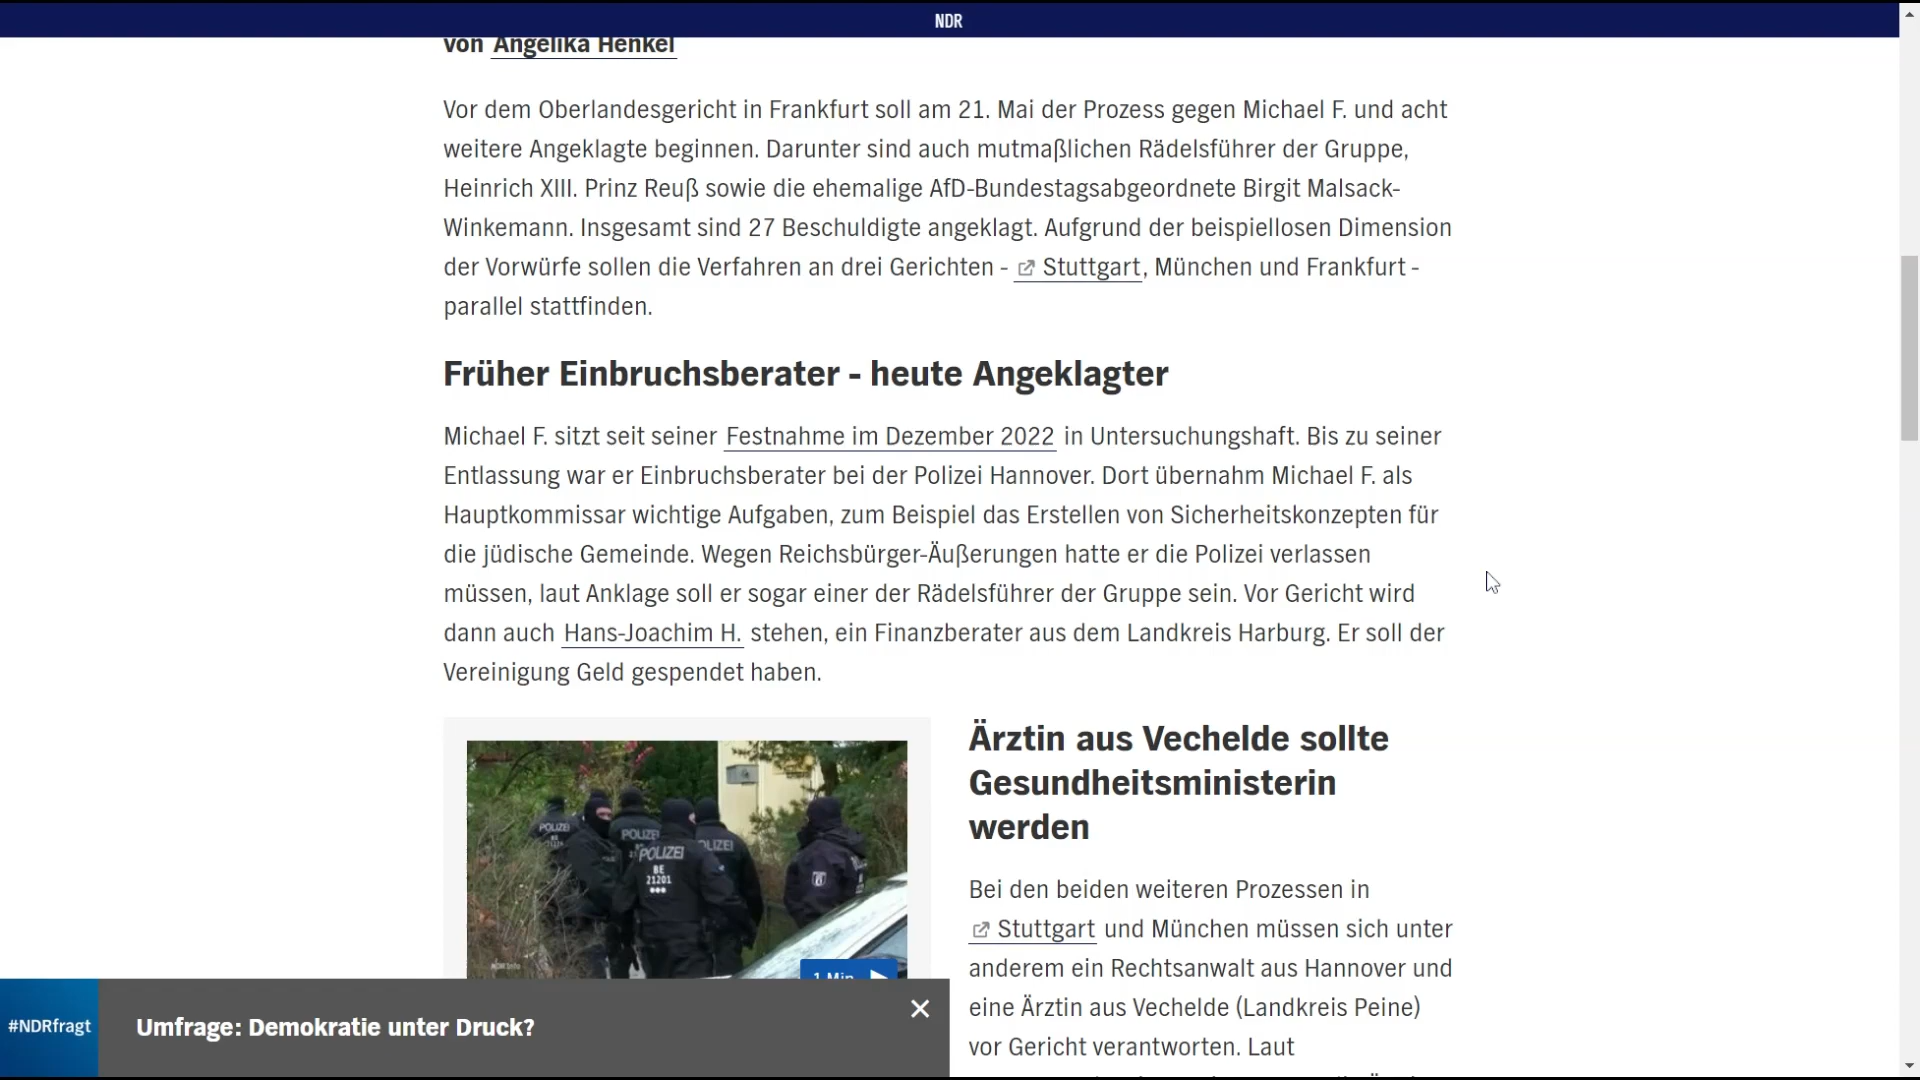 NDR
von Angelika Henkel
Vor dem Oberlandesgericht in Frankfurt soll am 21. Mai der Prozess gegen Michael F. und acht
weitere Angeklagte beginnen. Darunter sind auch mutmaßlichen Rädelsführer der Gruppe,
Heinrich XIII. Prinz Reuß sowie die ehemalige AfD-Bundestagsabgeordnete Birgit Malsack-
Winkemann. Insgesamt sind 27 Beschuldigte angeklagt. Aufgrund der beispiellosen Dimension
der Vorwürfe sollen die Verfahren an drei Gerichten - Stuttgart, München und Frankfurt -
parallel stattfinden.
Früher Einbruchsberater - heute Angeklagter
Michael F. sitzt seit seiner Festnahme im Dezember 2022 in Untersuchungshaft. Bis zu seiner
Entlassung war er Einbruchsberater bei der Polizei Hannover. Dort übernahm Michael F. als
Hauptkommissar wichtige Aufgaben, zum Beispiel das Erstellen von Sicherheitskonzepten für
die jüdische Gemeinde. Wegen Reichsbürger-Äußerungen hatte er die Polizei verlassen
müssen, laut Anklage soll er sogar einer der Rädelsführer der Gruppe sein. Vor Gericht wird
dann auch Hans-Joachim H. stehen, ein Finanzberater aus dem Landkreis Harburg. Er soll der
Vereinigung Geld gespendet haben.
POLIZEI
POLIZEI
POLIZEI
BE
21201
1 Min
Ärztin aus Vechelde sollte
Gesundheitsministerin
werden
Bei den beiden weiteren Prozessen in
Stuttgart und München müssen sich unter
anderem ein Rechtsanwalt aus Hannover und
eine Ärztin aus Vechelde (Landkreis Peine)
vor Gericht verantworten. Laut
#NDRfragt
Umfrage: Demokratie unter Druck?